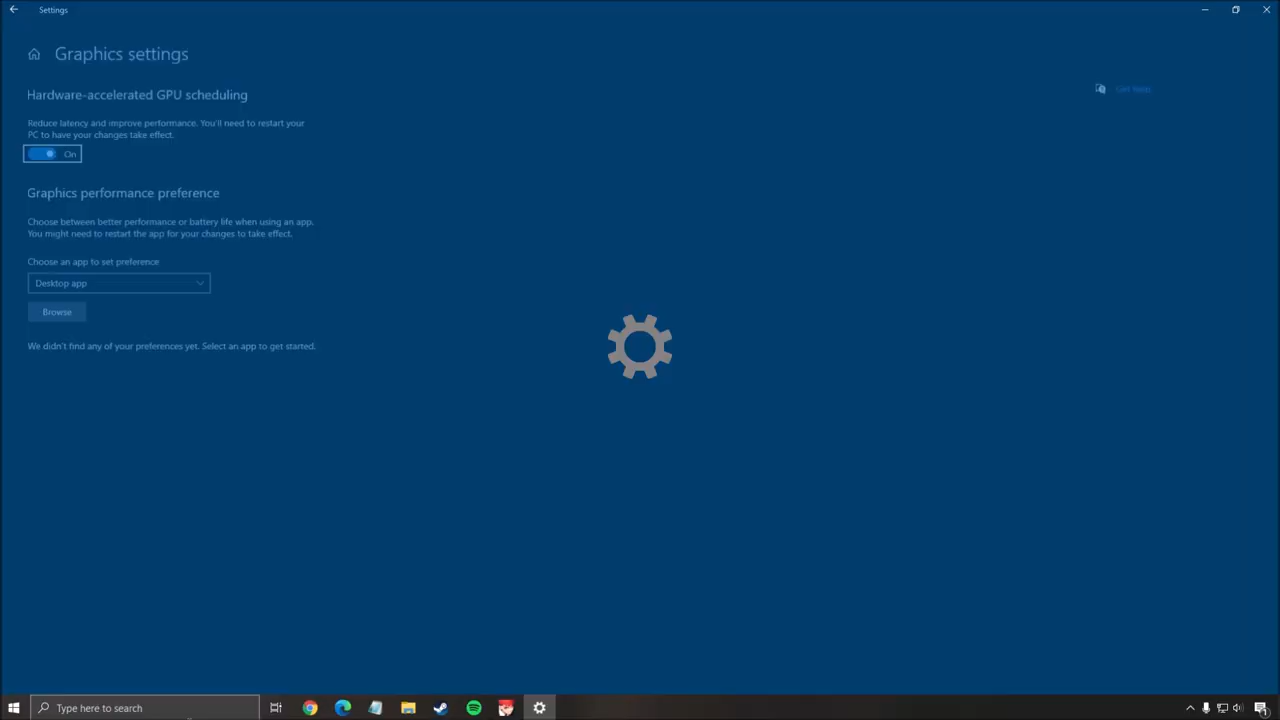 Settings
Graphics settings
Hardware-accelerated GPU scheduling
Get help
Reduce latency and improve performance. You'll need to restart your
PC to have your changes take effect.
On
Graphics performance preference
Choose between better performance or battery life when using an app.
You might need to restart the app for your changes to take effect.
Choose an app to set preference
Desktop app
Browse
We didn't find any of your preferences yet. Select an app to get started.
Type here to search
1